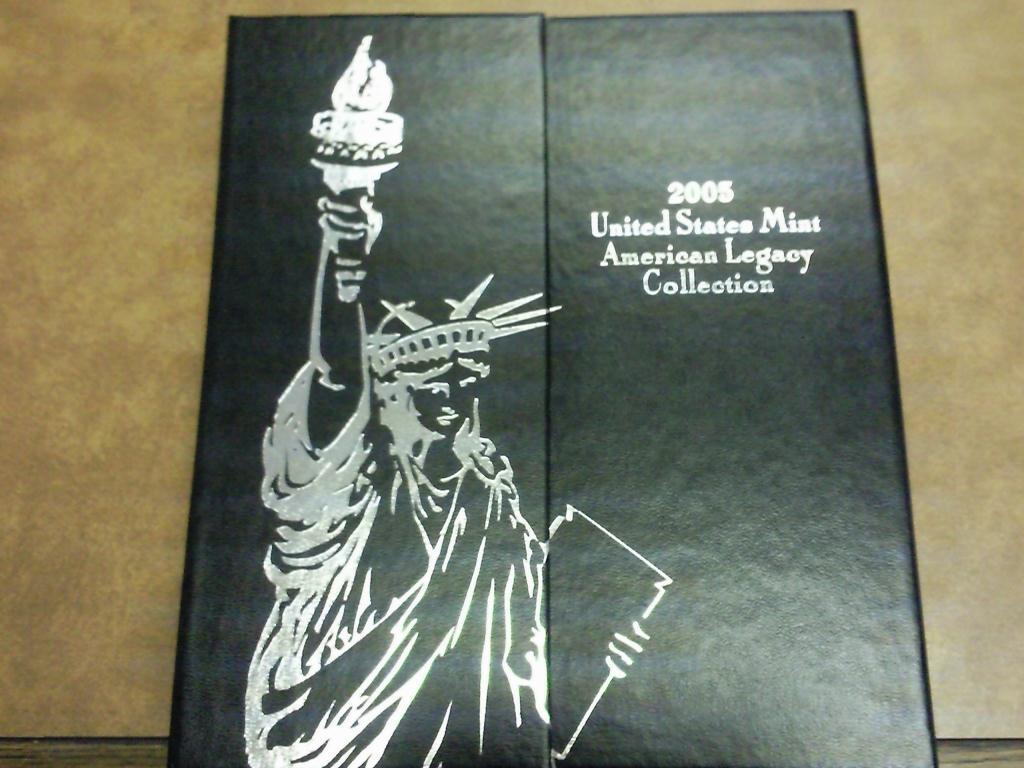 2005
United States Mint
American Legacy
Collection